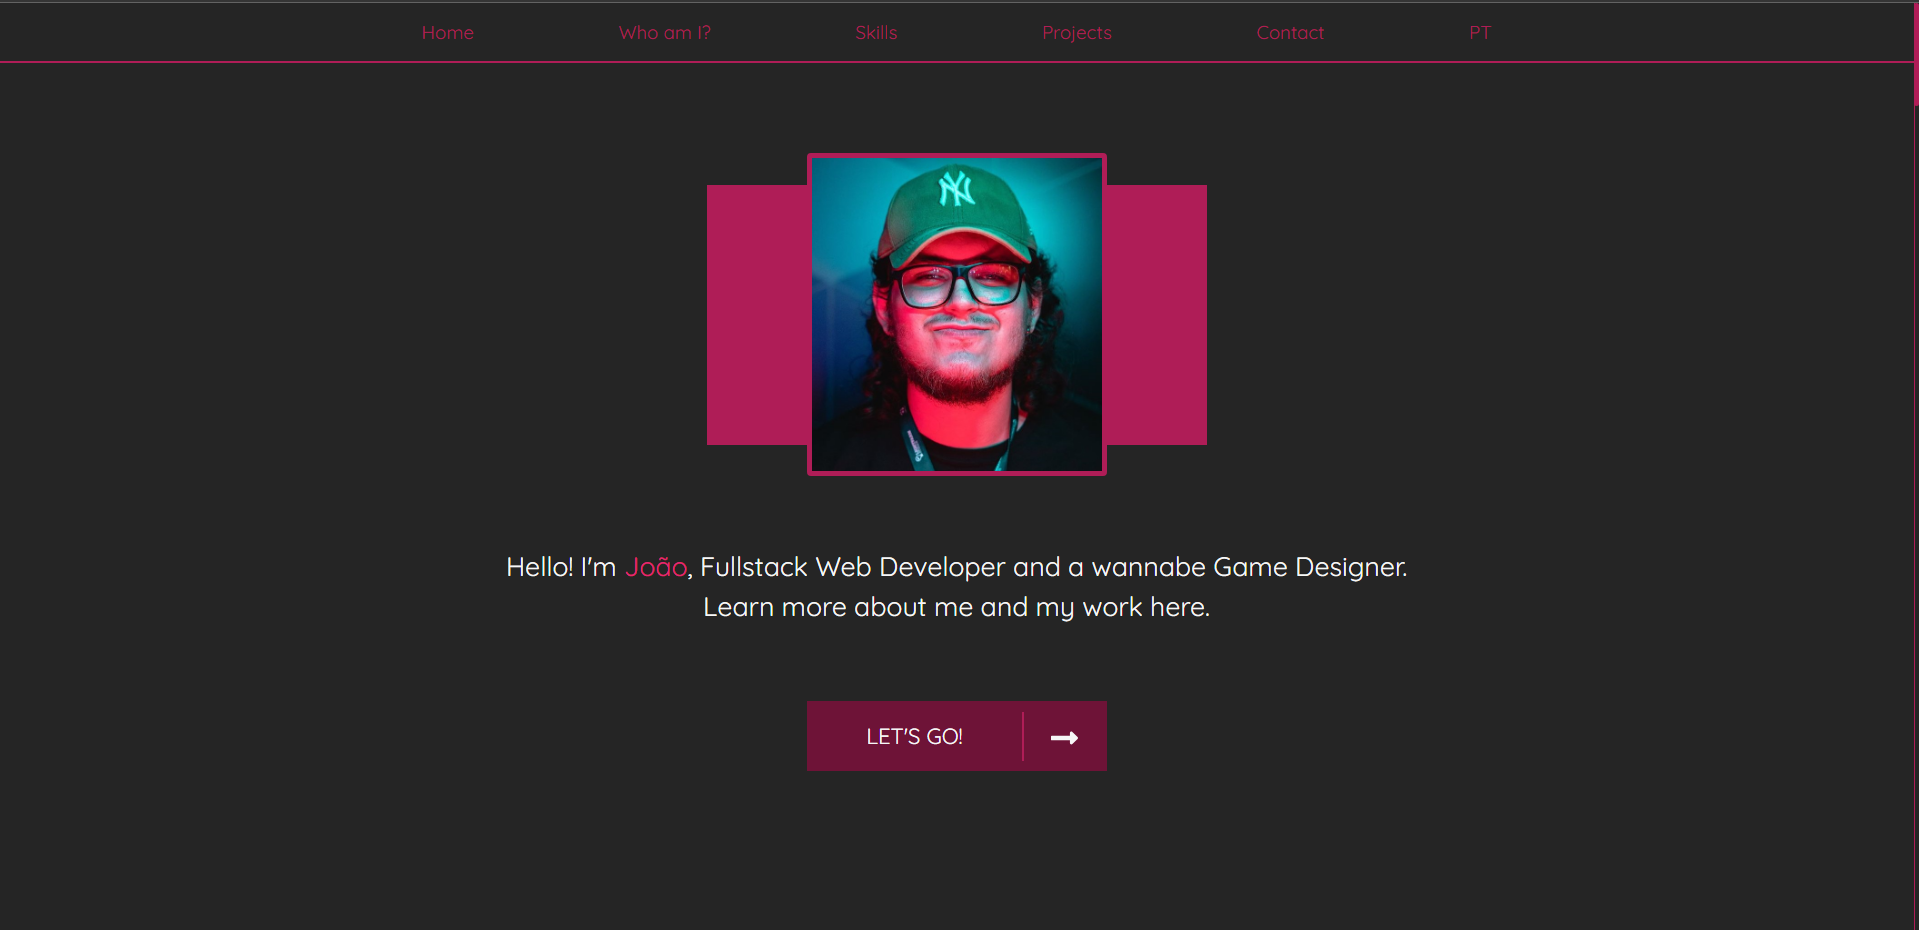 Home Who am I? Skills Projects Contact PT
NY
Hello! I'm João, Fullstack Web Developer and a wannabe Game Designer.
Learn more about me and my work here.
LET'S GO!